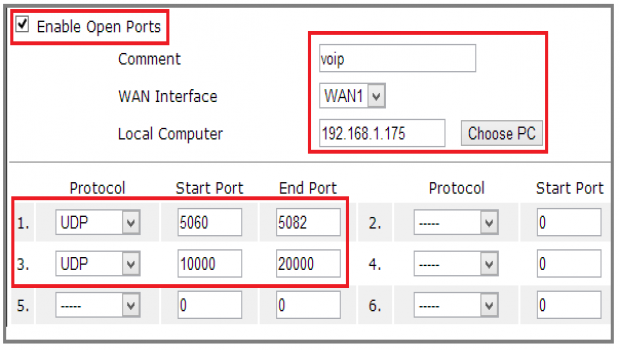 Enable Open Ports
Comment voip
WAN Interface WAN1
Local Computer 192.168.1.175 Choose PC
Protocol Start Port End Port Protocol Start Port
1. UDP 5060 5082 2. ----- 0
3. UDP 10000 20000 4. ----- 0
5. ----- 0 0 6. ----- 0